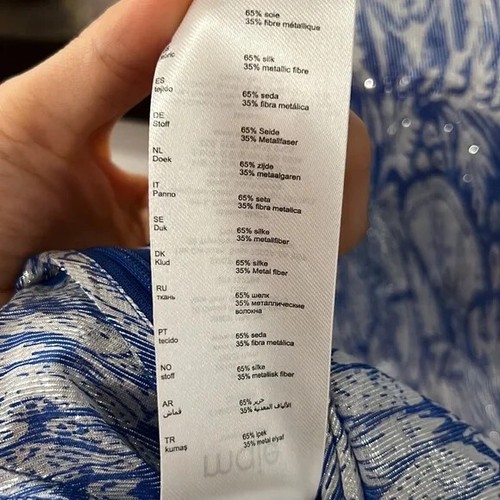 65% soie
35% fibre métallique
65% silk
35% metallic fibre
ES
tejido
65% seda
35% fibra metálica
DE
Stoff
65% Seide
35% Metallfaser
NL
Doek
65% zijde
35% metaalgaren
IT
Panno
65% seta
35% fibra metallica
SE
Duk
65% silke
35% metallfiber
DK
Klud
65% silke
35% Metal fiber
RU
ткань
65% шелк
35% металлические
волокна
PT
tecido
65% seda
35% fibra metálica
NO
stoff
65% silke
35% metallisk fiber
AR
قماش
65% حرير
35% الألياف المعدنية
TR
kumaş
65% ipek
35% metal elyaf